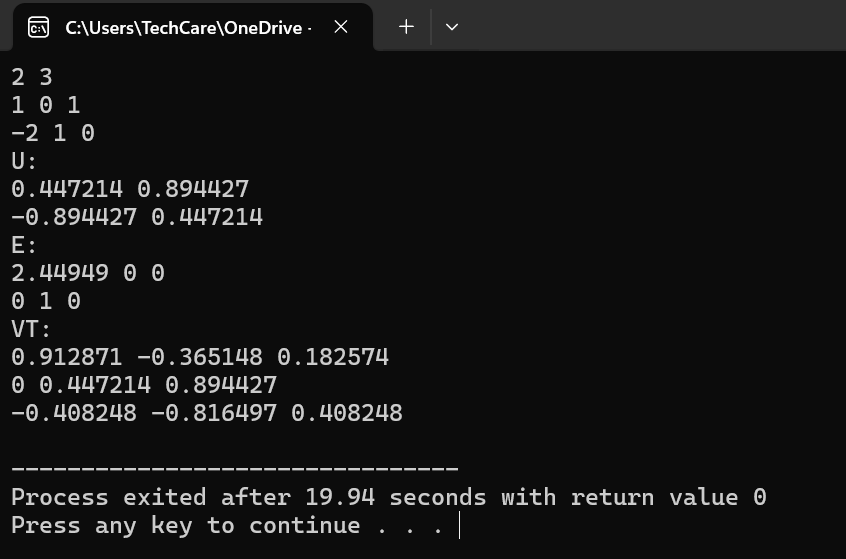 C:\Users\TechCare\OneDrive -
2 3
1 0 1
-2 1 0
U:
0.447214 0.894427
-0.894427 0.447214
E:
2.44949 0 0
0 1 0
VT:
0.912871 -0.365148 0.182574
0 0.447214 0.894427
-0.408248 -0.816497 0.408248
--------------------------------
Process exited after 19.94 seconds with return value 0
Press any key to continue . . .